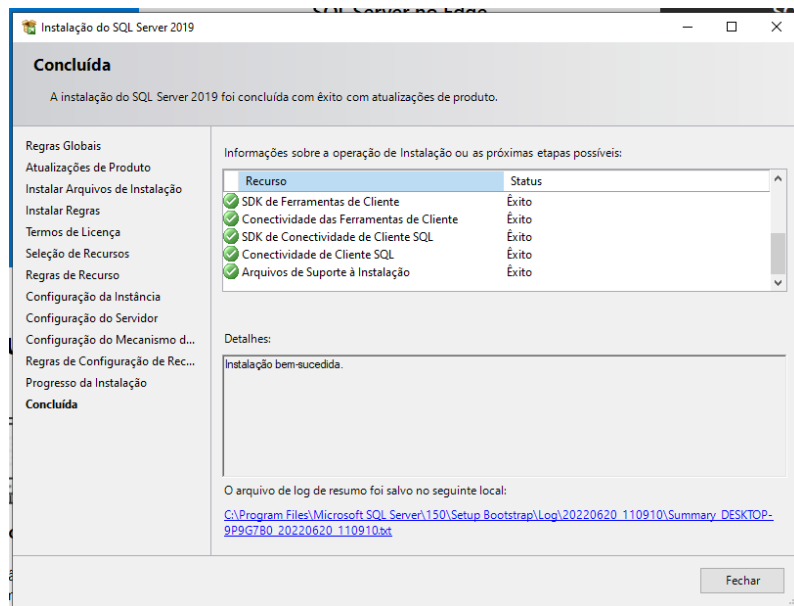 SQL Server no Edge
Instalação do SQL Server 2019
Concluída
A instalação do SQL Server 2019 foi concluída com êxito com atualizações de produto.
Regras Globais
Atualizações de Produto
Instalar Arquivos de Instalação
Instalar Regras
Termos de Licença
Seleção de Recursos
Regras de Recurso
Configuração da Instância
Configuração do Servidor
Configuração do Mecanismo d...
Regras de Configuração de Rec...
Progresso da Instalação
Concluída
Informações sobre a operação de Instalação ou as próximas etapas possíveis:
Recurso Status
SDK de Ferramentas de Cliente Êxito
Conectividade das Ferramentas de Cliente Êxito
SDK de Conectividade de Cliente SQL Êxito
Conectividade de Cliente SQL Êxito
Arquivos de Suporte à Instalação Êxito
Detalhes:
Instalação bem-sucedida.
O arquivo de log de resumo foi salvo no seguinte local:
C:\Program Files\Microsoft SQL Server\150\Setup Bootstrap\Log\20220620_110910\Summary_DESKTOP-
9P9G7B0_20220620_110910.txt
Fechar